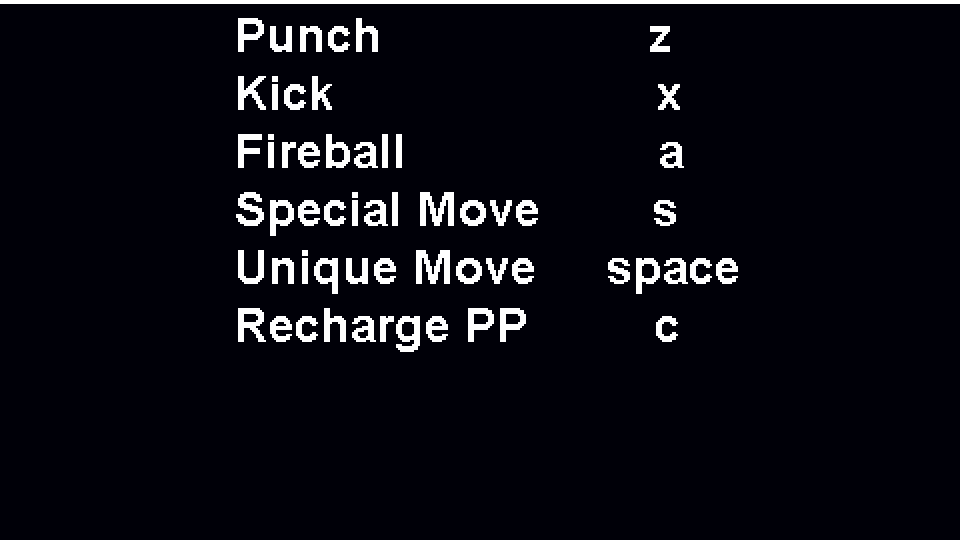 Punch z
Kick x
Fireball a
Special Move s
Unique Move space
Recharge PP c